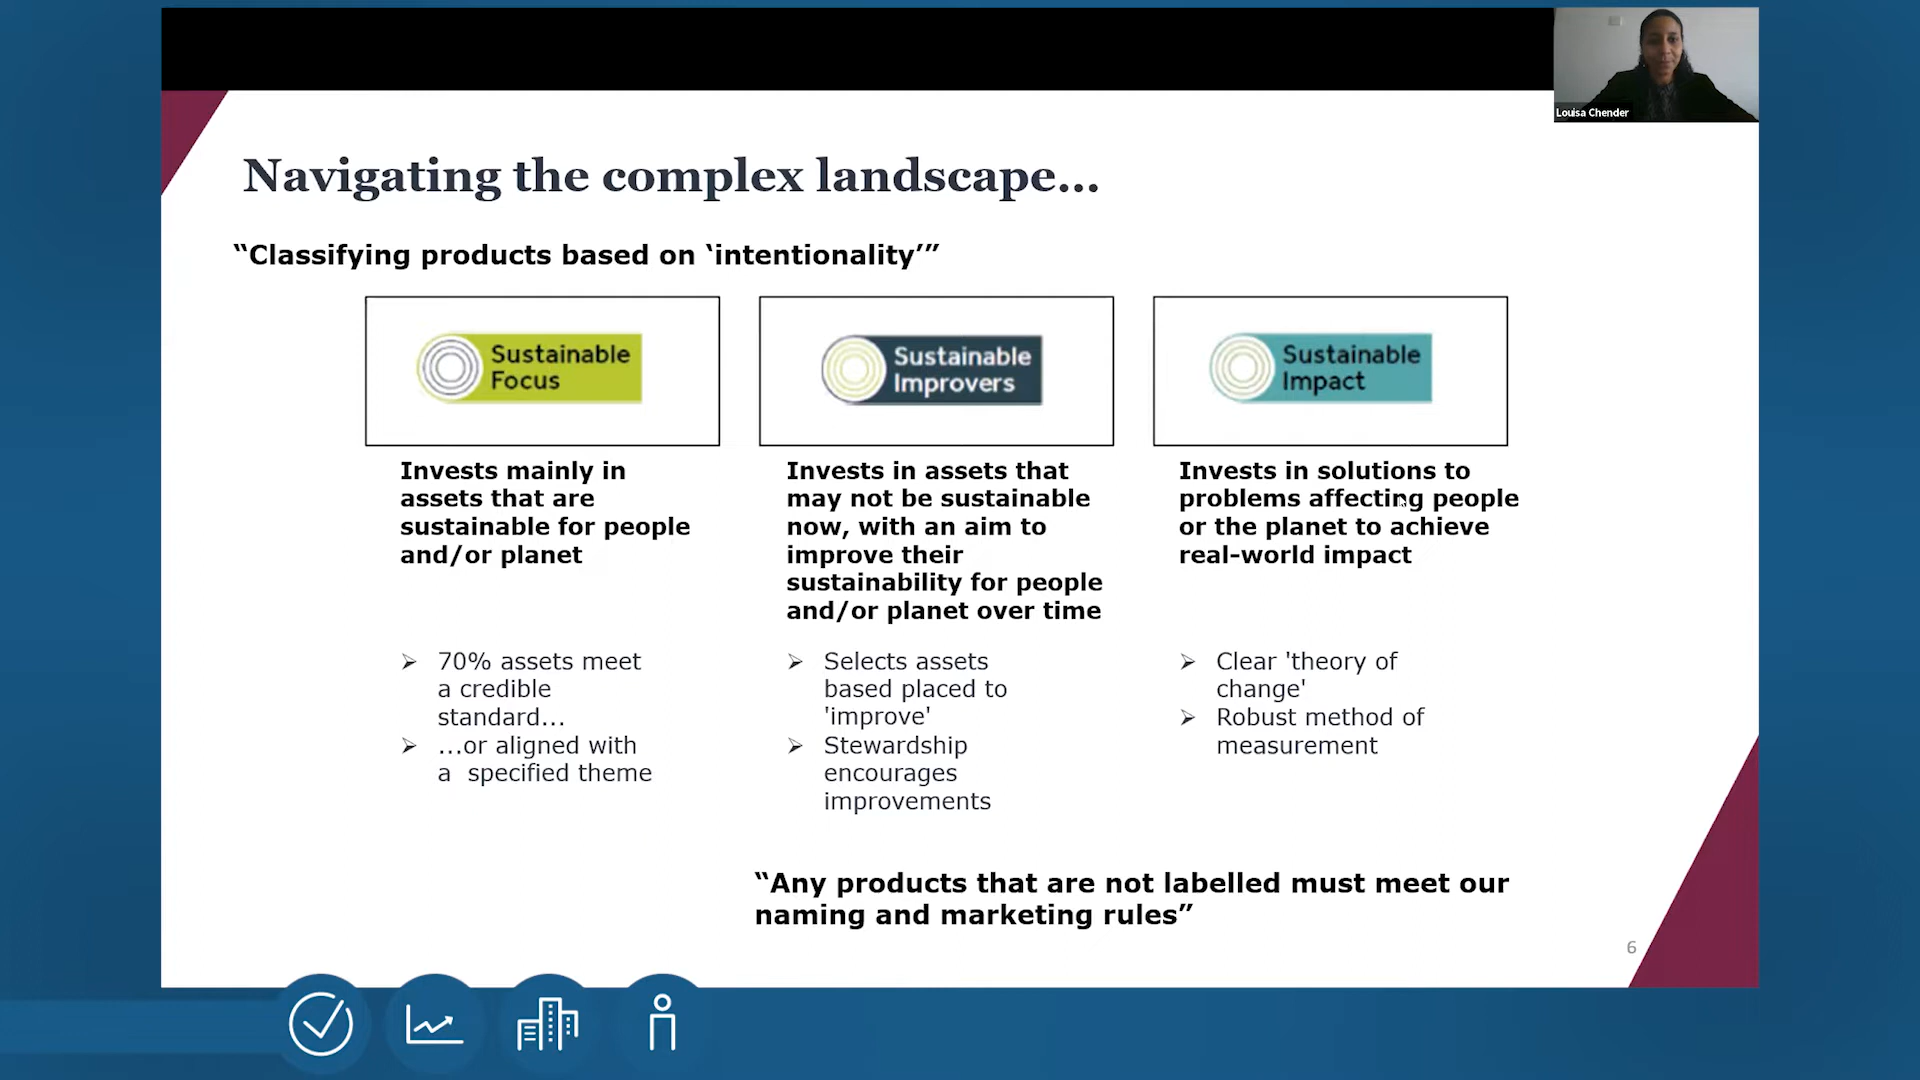 Louisa Chender
Navigating the complex landscape...
“Classifying products based on ‘intentionality’”
Sustainable
Focus
Invests mainly in
assets that are
sustainable for people
and/or planet
➢ 70% assets meet
a credible
standard...
➢ ...or aligned with
a  specified theme
Sustainable
Improvers
Invests in assets that
may not be sustainable
now, with an aim to
improve their
sustainability for people
and/or planet over time
➢ Selects assets
based placed to
'improve'
➢ Stewardship
encourages
improvements
Sustainable
Impact
Invests in solutions to
problems affecting people
or the planet to achieve
real-world impact
➢ Clear 'theory of
change'
➢ Robust method of
measurement
“Any products that are not labelled must meet our
naming and marketing rules”
6